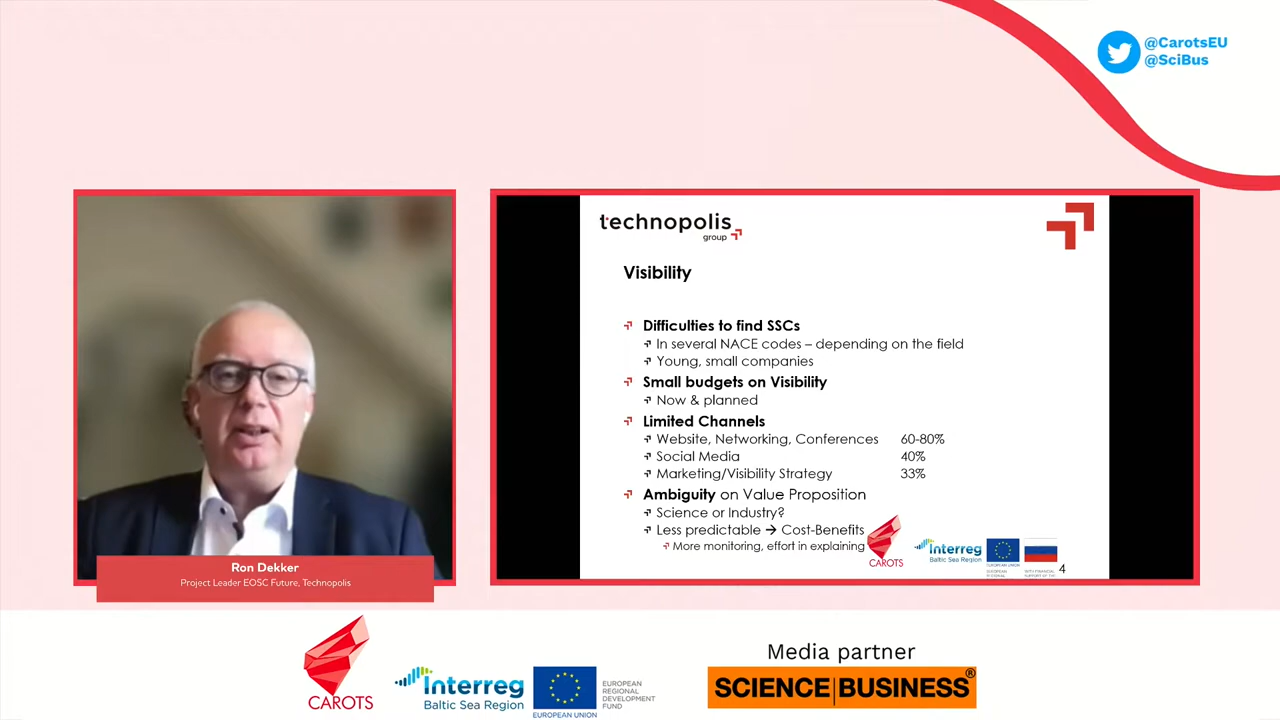 @CarotsEU
@SciBus
technopolis
group
Visibility
Difficulties to find SSCs
In several NACE codes – depending on the field
Young, small companies
Small budgets on Visibility
Now & planned
Limited Channels
Website, Networking, Conferences 60-80%
Social Media 40%
Marketing/Visibility Strategy 33%
Ambiguity on Value Proposition
Science or Industry?
Less predictable → Cost-Benefits
More monitoring, effort in explaining
CAROTS
Interreg
Baltic Sea Region
EUROPEAN UNION
4
Ron Dekker
Project Leader EOSC Future, Technopolis
CAROTS
Interreg
Baltic Sea Region
EUROPEAN UNION
EUROPEAN
REGIONAL
DEVELOPMENT
FUND
Media partner
SCIENCE|BUSINESS®